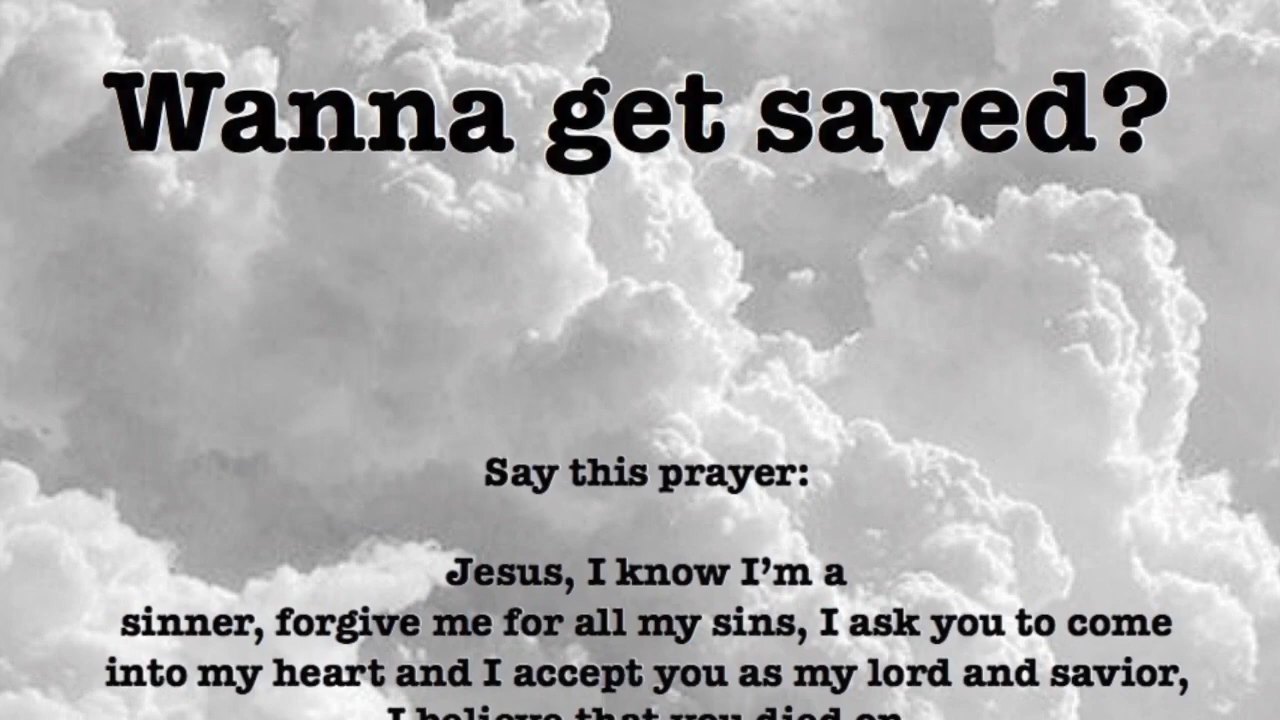 Wanna get saved?
Say this prayer:
Jesus, I know I’m a
sinner, forgive me for all my sins, I ask you to come
into my heart and I accept you as my lord and savior,
I believe that you died on